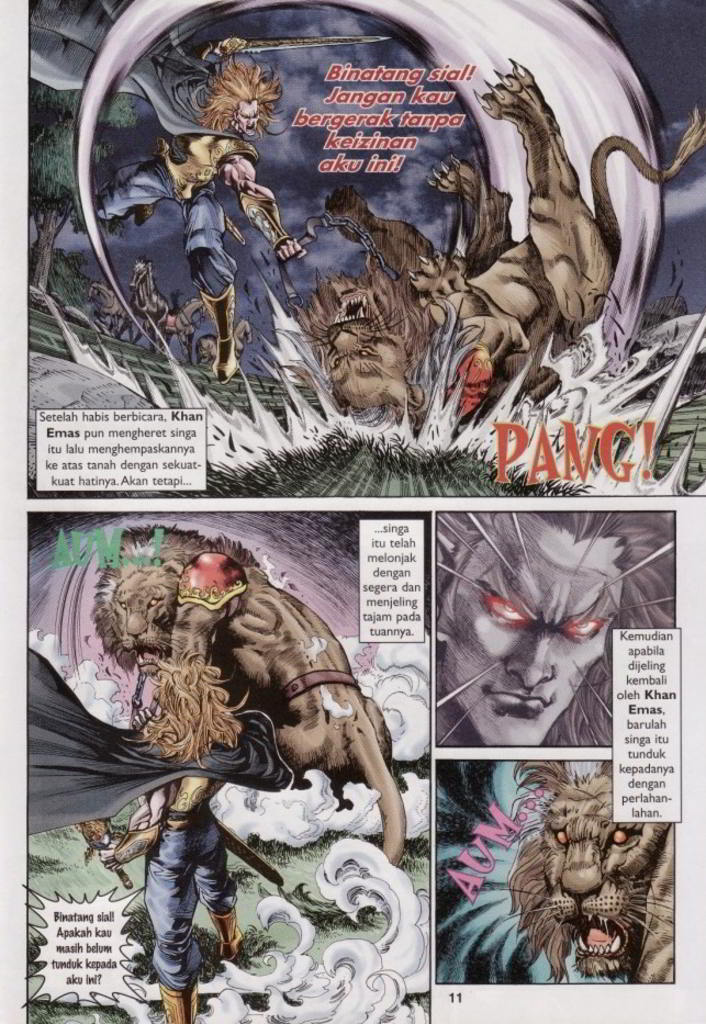 Binatang sial!
Jangan kau
bergerak tanpa
keizinan
aku ini!
Setelah habis berbicara, Khan
Emas pun mengheret singa
itu lalu menghempaskannya
ke atas tanah dengan sekuat-
kuat hatinya. Akan tetapi...
PANG!
AUM...!
...singa
itu telah
melonjak
dengan
segera dan
menjeling
tajam pada
tuannya.
Binatang sial!
Apakah kau
masih belum
tunduk kepada
aku ini?
Kemudian
apabila
dijeling
kembali
oleh Khan
Emas,
barulah
singa itu
tunduk
kepadanya
dengan
perlahan-
lahan.
AUM...
11